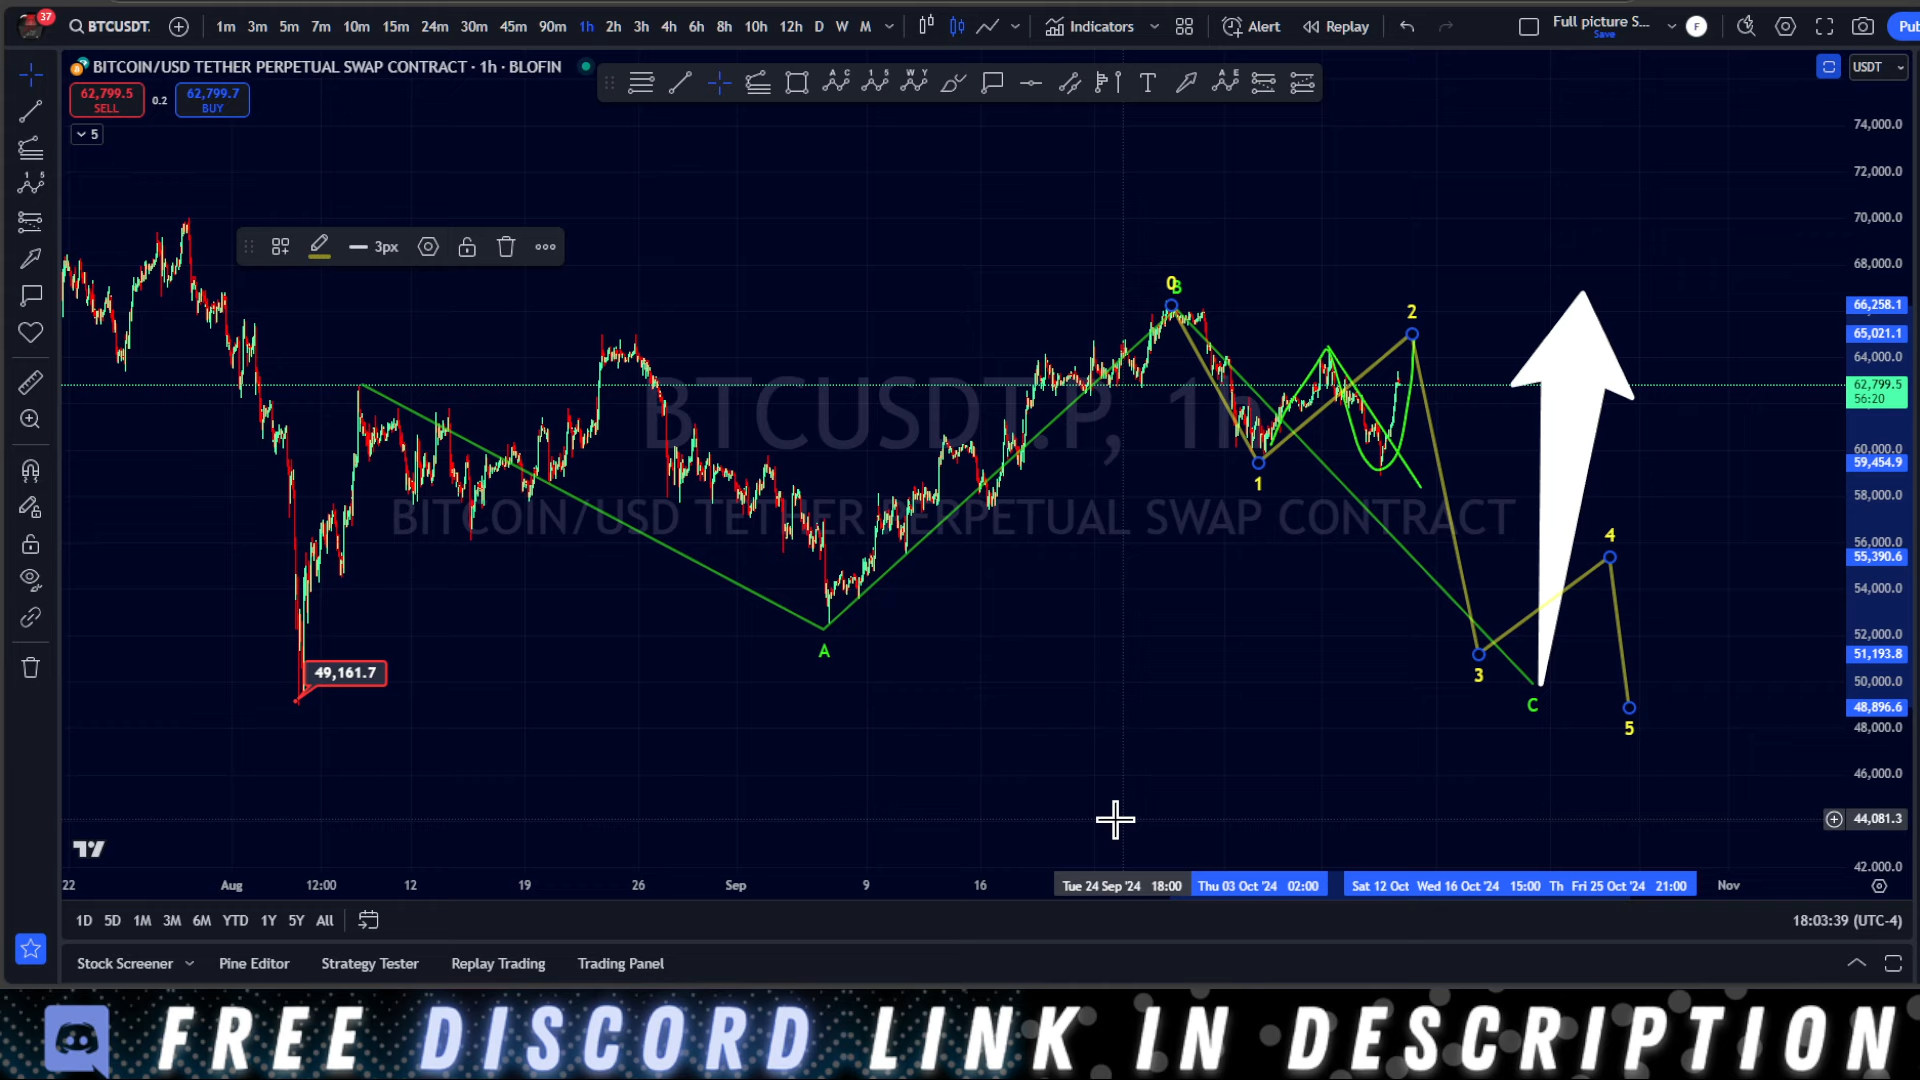 37
BTCUSDT.
1m 3m 5m 7m 10m 15m 24m 30m 45m 90m 1h 2h 3h 4h 6h 8h 10h 12h D W M
Indicators
Alert
Replay
Full picture S...
Save
F
Pub
BITCOIN/USD TETHER PERPETUAL SWAP CONTRACT · 1h · BLOFIN
USDT
62,799.5
SELL
0.2
62,799.7
BUY
5
A C
1 5
W Y
T
A E
1 5
3px
BTCUSDT.P, 1h
BITCOIN/USD TETHER PERPETUAL SWAP CONTRACT
0
B
2
1
4
A
3
C
5
49,161.7
74,000.0
72,000.0
70,000.0
68,000.0
66,258.1
65,021.1
64,000.0
62,799.5
56:20
60,000.0
59,454.9
58,000.0
56,000.0
55,390.6
54,000.0
52,000.0
51,193.8
50,000.0
48,896.6
48,000.0
46,000.0
44,081.3
42,000.0
22 Aug 12:00 12 19 26 Sep 9 16
Tue 24 Sep '24 18:00
Thu 03 Oct '24 02:00
Sat 12 Oct
Wed 16 Oct '24 15:00
Th
Fri 25 Oct '24 21:00
Nov
1D 5D 1M 3M 6M YTD 1Y 5Y All
18:03:39 (UTC-4)
Stock Screener
Pine Editor
Strategy Tester
Replay Trading
Trading Panel
FREE DISCORD LINK IN DESCRIPTION